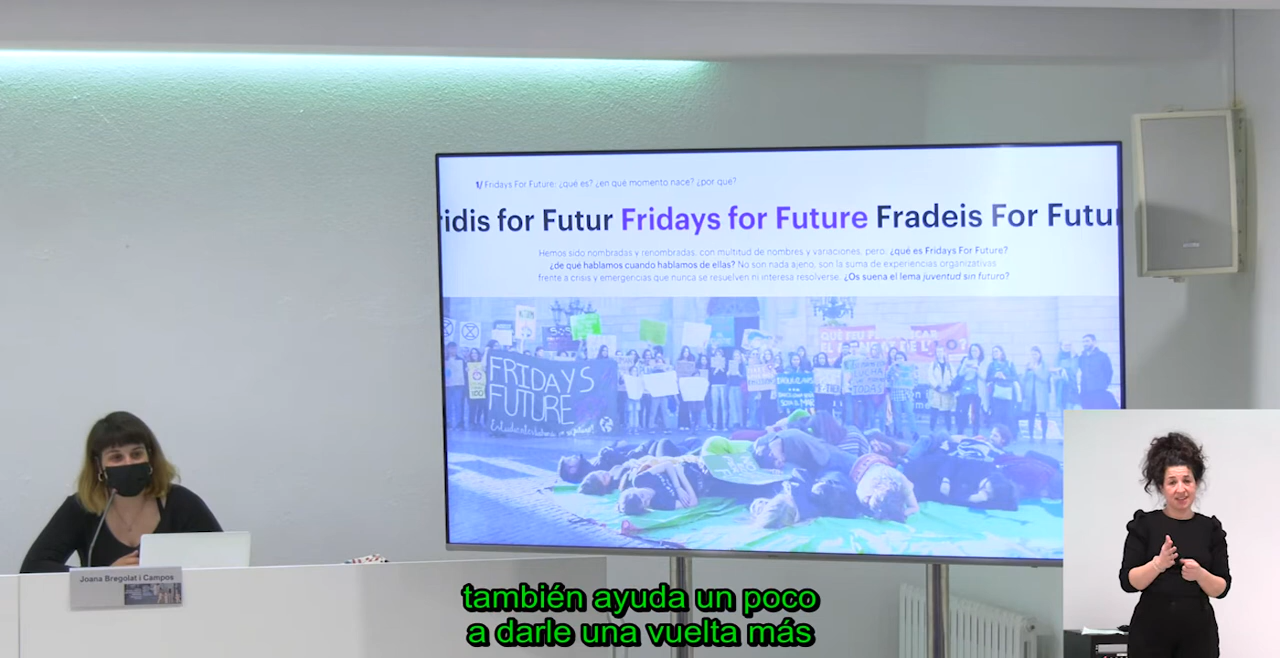 1/ Fridays For Future: ¿qué es? ¿en qué momento nace? ¿por qué?
ridis for Futur Fridays for Future Fradeis For Futur
Hemos sido nombradas y renombradas, con multitud de nombres y variaciones, pero: ¿qué es Fridays For Future?
¿de qué hablamos cuando hablamos de ellas? No son nada ajeno, son la suma de experiencias organizativas
frente a crisis y emergencias que nunca se resuelven ni interesa resolverse. ¿Os suena el lema juventud sin futuro?
SOS
FRIDAYS
FUTURE
LUCHA
Joana Bregolat i Campos
también ayuda un poco
a darle una vuelta más